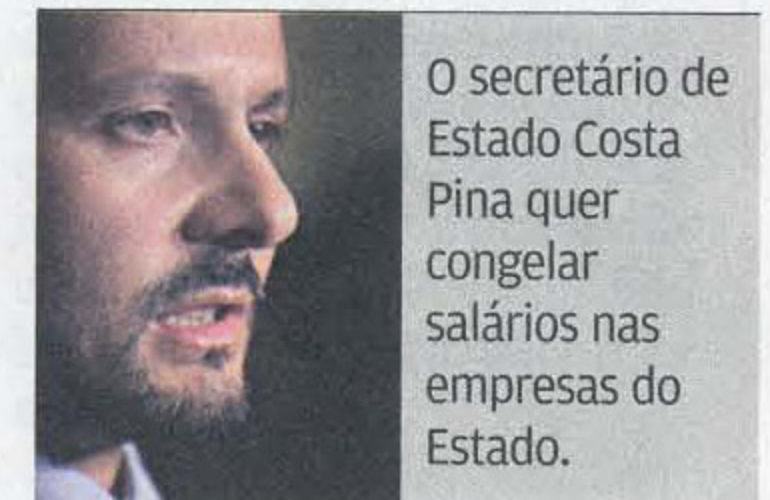 O secretário de
Estado Costa
Pina quer
congelar
salários nas
empresas do
Estado.